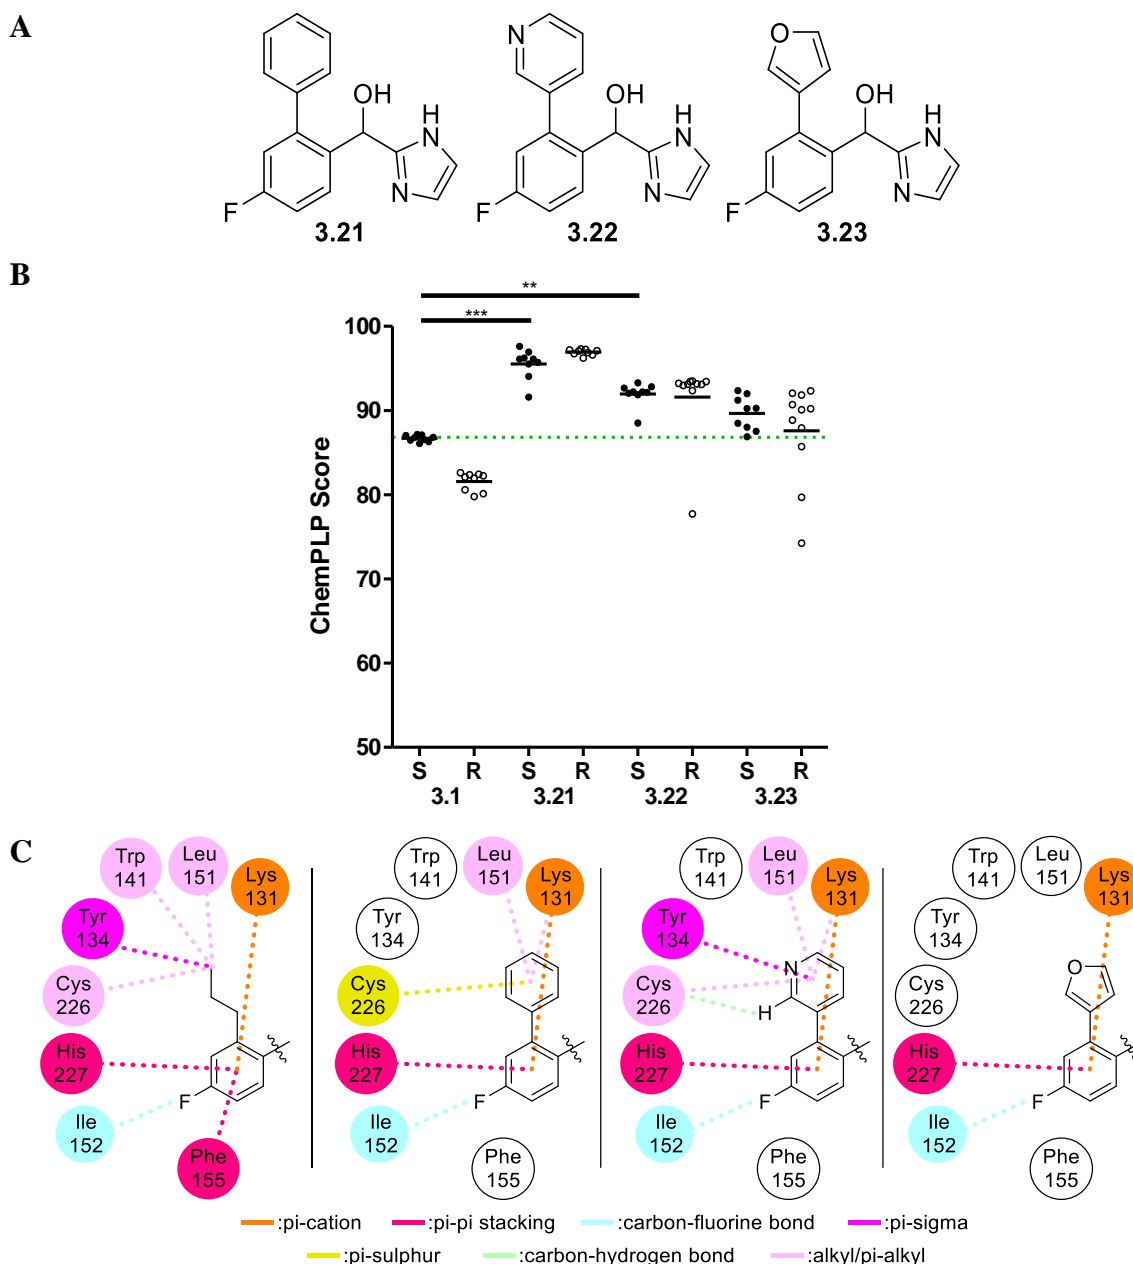 A
N
O
OH
H
N
N
F
3.21
OH
H
N
N
F
3.22
OH
H
N
N
F
3.23
B
**
***
100
90
80
70
60
50
ChemPLP Score
S R S R S R S R
3.1 3.21 3.22 3.23
C
Trp
141
Leu
151
Lys
131
Tyr
134
Cys
226
His
227
Ile
152
Phe
155
F
Trp
141
Leu
151
Lys
131
Tyr
134
Cys
226
His
227
Ile
152
Phe
155
F
Trp
141
Leu
151
Lys
131
Tyr
134
Cys
226
His
227
Ile
152
Phe
155
N
H
F
Trp
141
Leu
151
Lys
131
Tyr
134
Cys
226
His
227
Ile
152
Phe
155
O
F
:pi-cation :pi-pi stacking :carbon-fluorine bond :pi-sigma
:pi-sulphur :carbon-hydrogen bond :alkyl/pi-alkyl